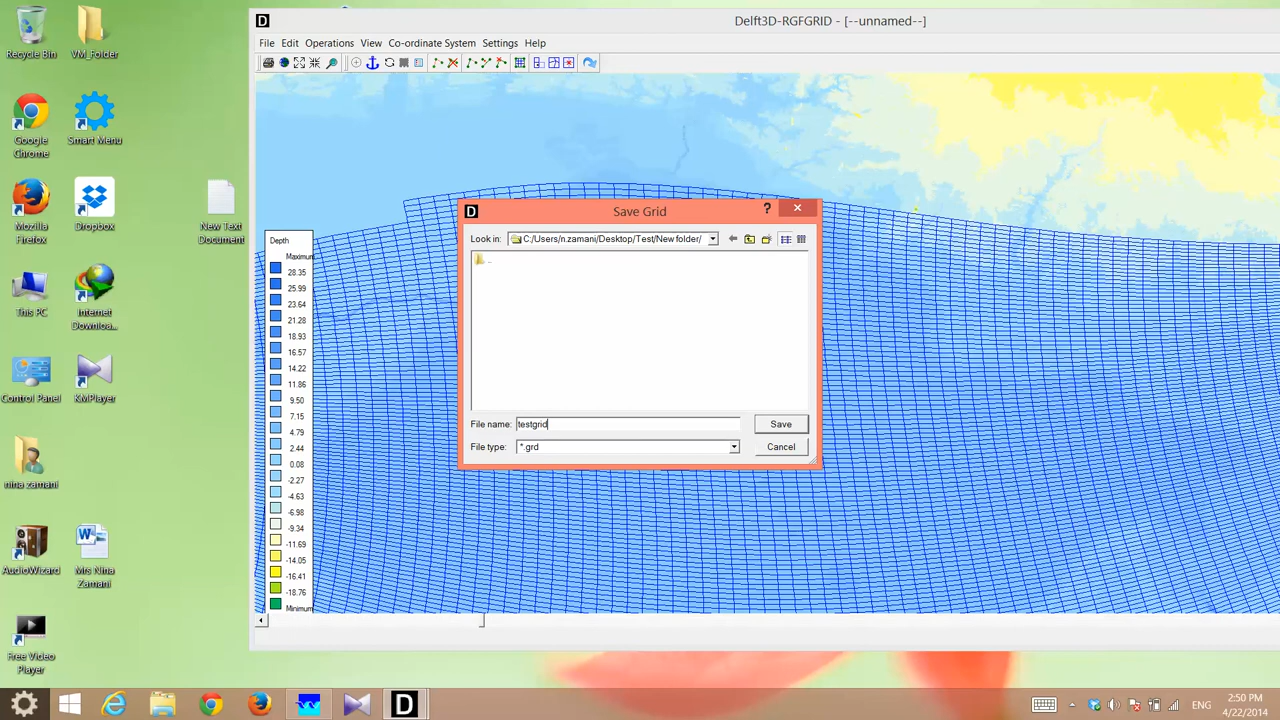 Recycle Bin
VM_Folder
Google
Chrome
Smart Menu
Mozilla
Firefox
Dropbox
New Text
Document
This PC
Internet
Downloa...
Control Panel
KMPlayer
nina zamani
AudioWizard
Mrs Nina
Zamani
Free Video
Player
D
Delft3D-RGFGRID - [--unnamed--]
File Edit Operations View Co-ordinate System Settings Help
Depth
Maximum
28.35
25.99
23.64
21.28
18.93
16.57
14.22
11.86
9.50
7.15
4.79
2.44
0.08
-2.27
-4.63
-6.98
-9.34
-11.69
-14.05
-16.41
-18.76
Minimum
D
Save Grid
?
Look in: C:/Users/n.zamani/Desktop/Test/New folder/
..
File name: testgrid
Save
File type: *.grd
Cancel
D
ENG
2:50 PM
4/22/2014